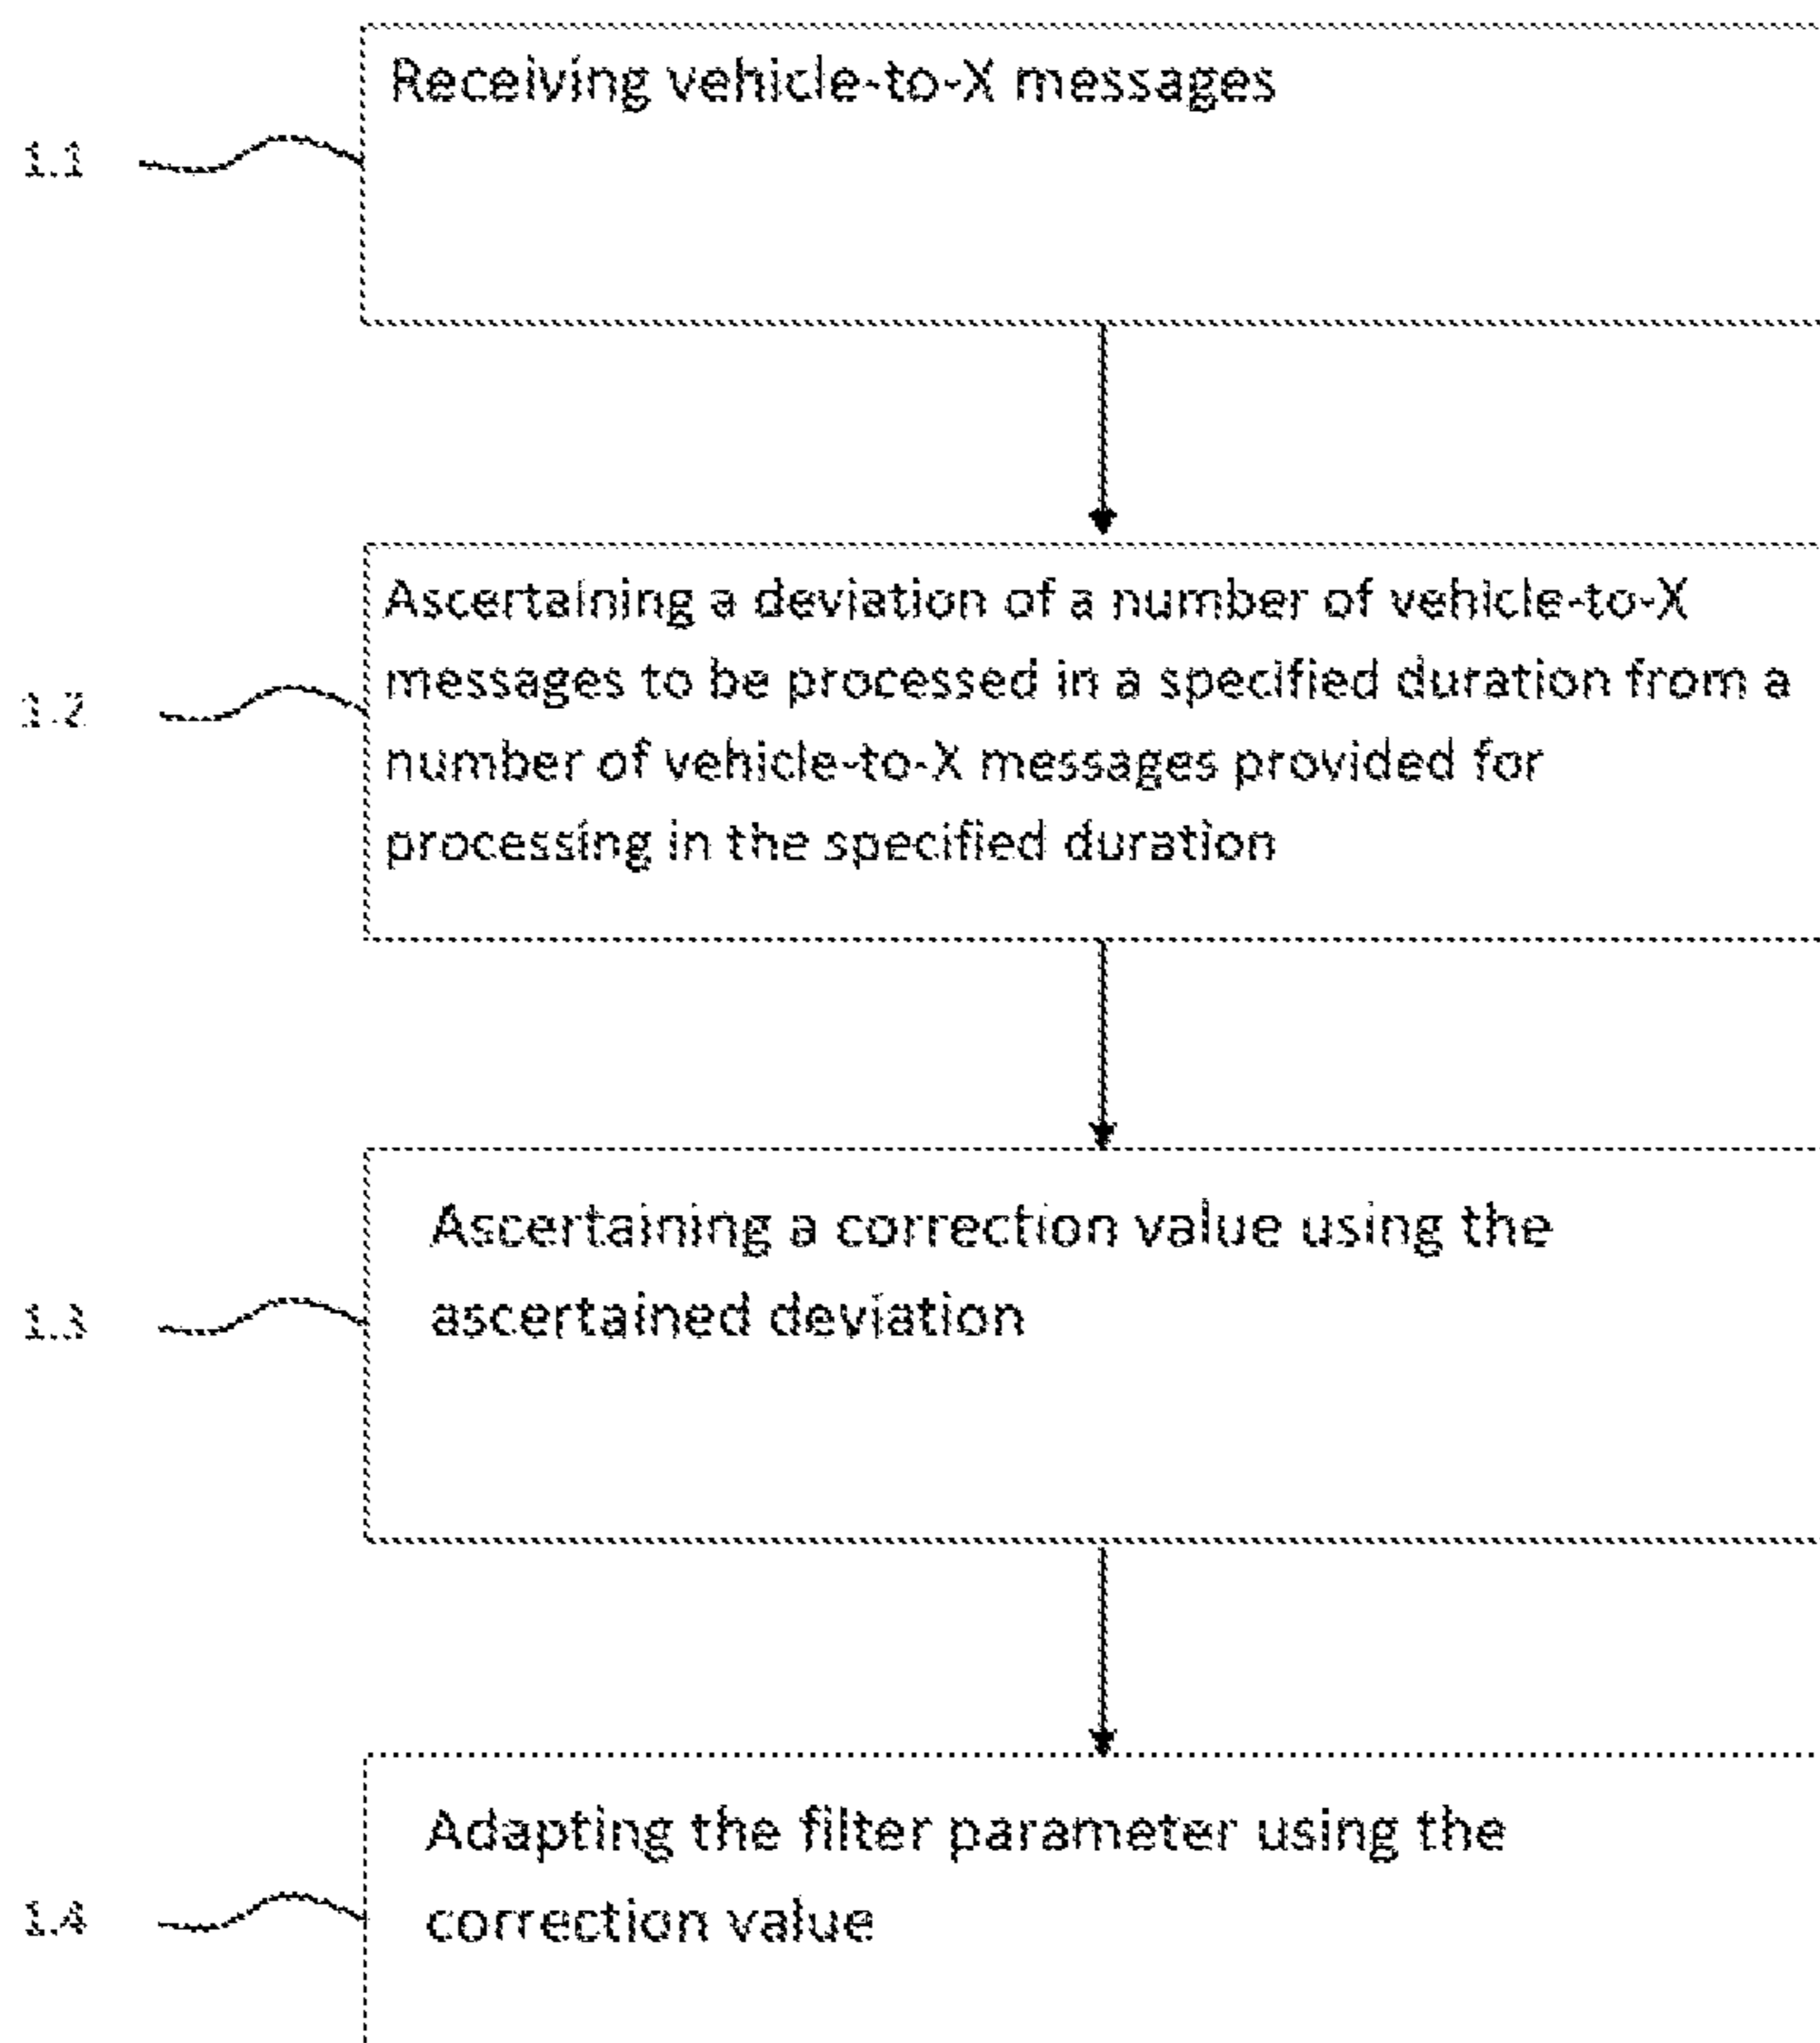 Receiving vehicle-to-X messages
1.1
Ascertaining a deviation of a number of vehicle-to-X
messages to be processed in a specified duration from a
number of vehicle-to-X messages provided for
processing in the specified duration
1.2
Ascertaining a correction value using the
ascertained deviation
1.3
Adapting the filter parameter using the
correction value
1.4